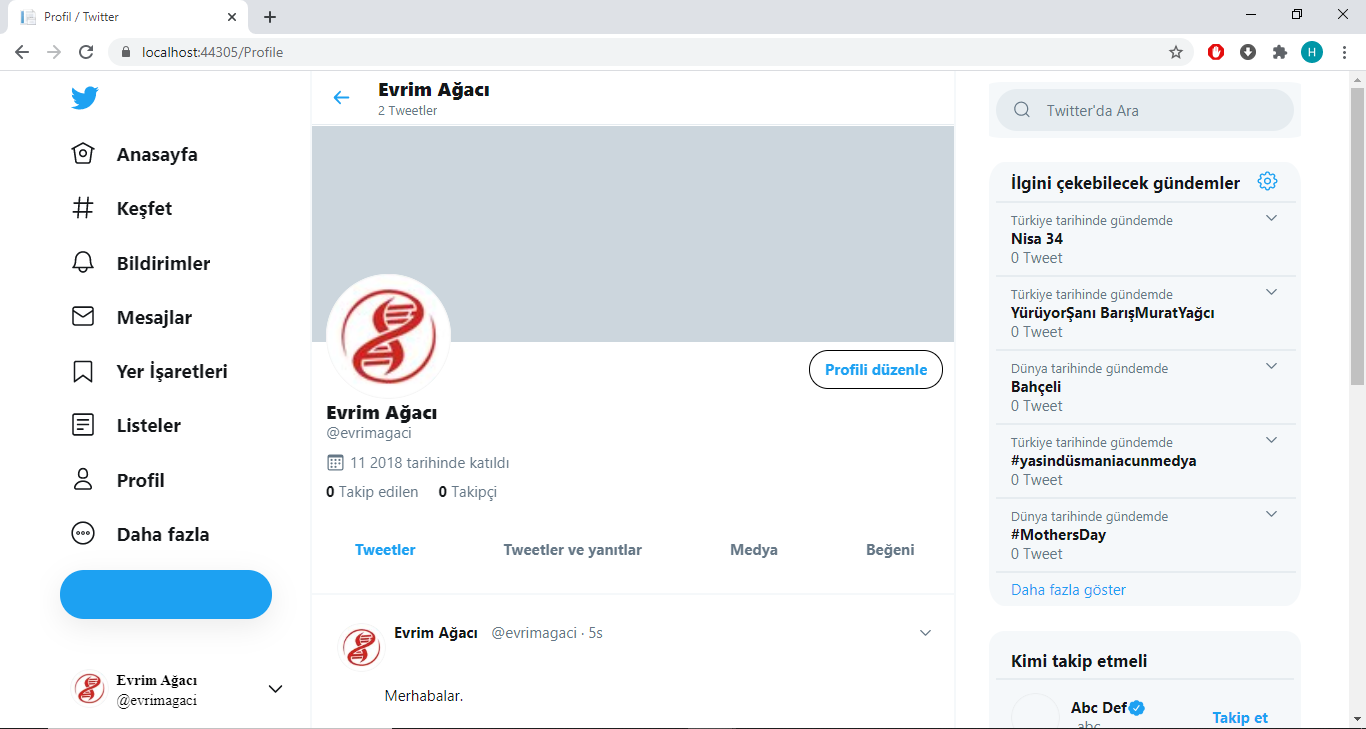 Profil / Twitter
localhost:44305/Profile
H
Anasayfa
Keşfet
Bildirimler
Mesajlar
Yer İşaretleri
Listeler
Profil
Daha fazla
Evrim Ağacı
@evrimagaci
Evrim Ağacı
2 Tweetler
Profili düzenle
Evrim Ağacı
@evrimagaci
11 2018 tarihinde katıldı
0 Takip edilen 0 Takipçi
Tweetler Tweetler ve yanıtlar Medya Beğeni
Evrim Ağacı @evrimagaci · 5s
Merhabalar.
Twitter'da Ara
İlgini çekebilecek gündemler
Türkiye tarihinde gündemde
Nisa 34
0 Tweet
Türkiye tarihinde gündemde
YürüyorŞanı BarışMuratYağcı
0 Tweet
Dünya tarihinde gündemde
Bahçeli
0 Tweet
Türkiye tarihinde gündemde
#yasindüsmaniacunmedya
0 Tweet
Dünya tarihinde gündemde
#MothersDay
0 Tweet
Daha fazla göster
Kimi takip etmeli
Abc Def
abc
Takip et